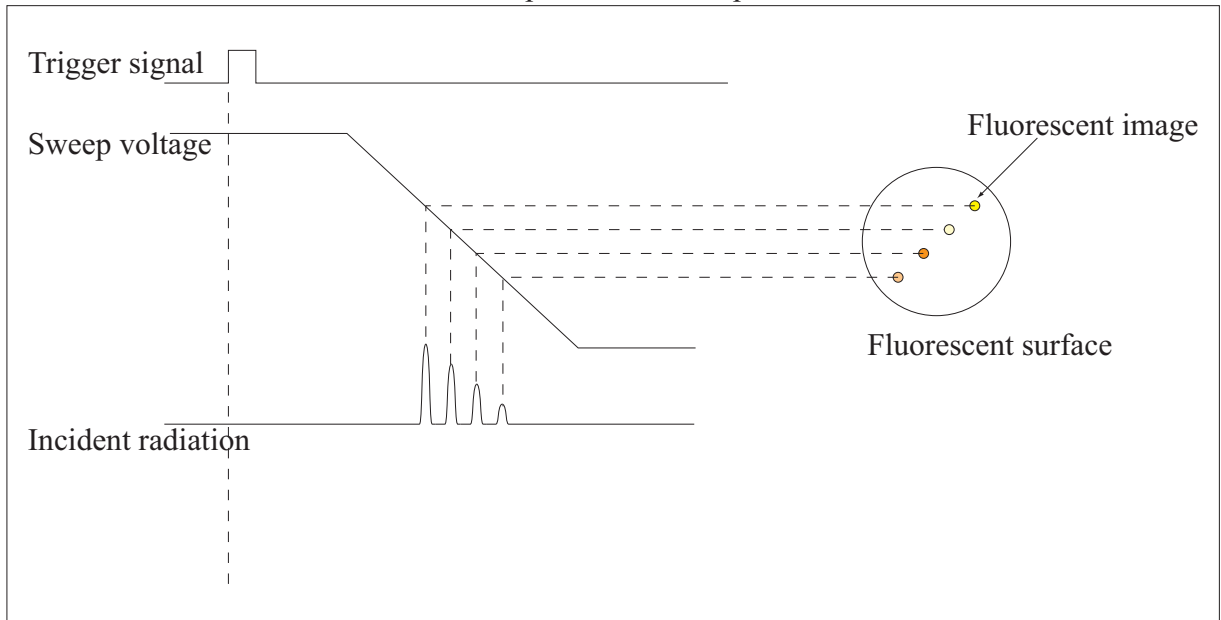 Trigger signal
Sweep voltage
Fluorescent image
Fluorescent surface
Incident radiation